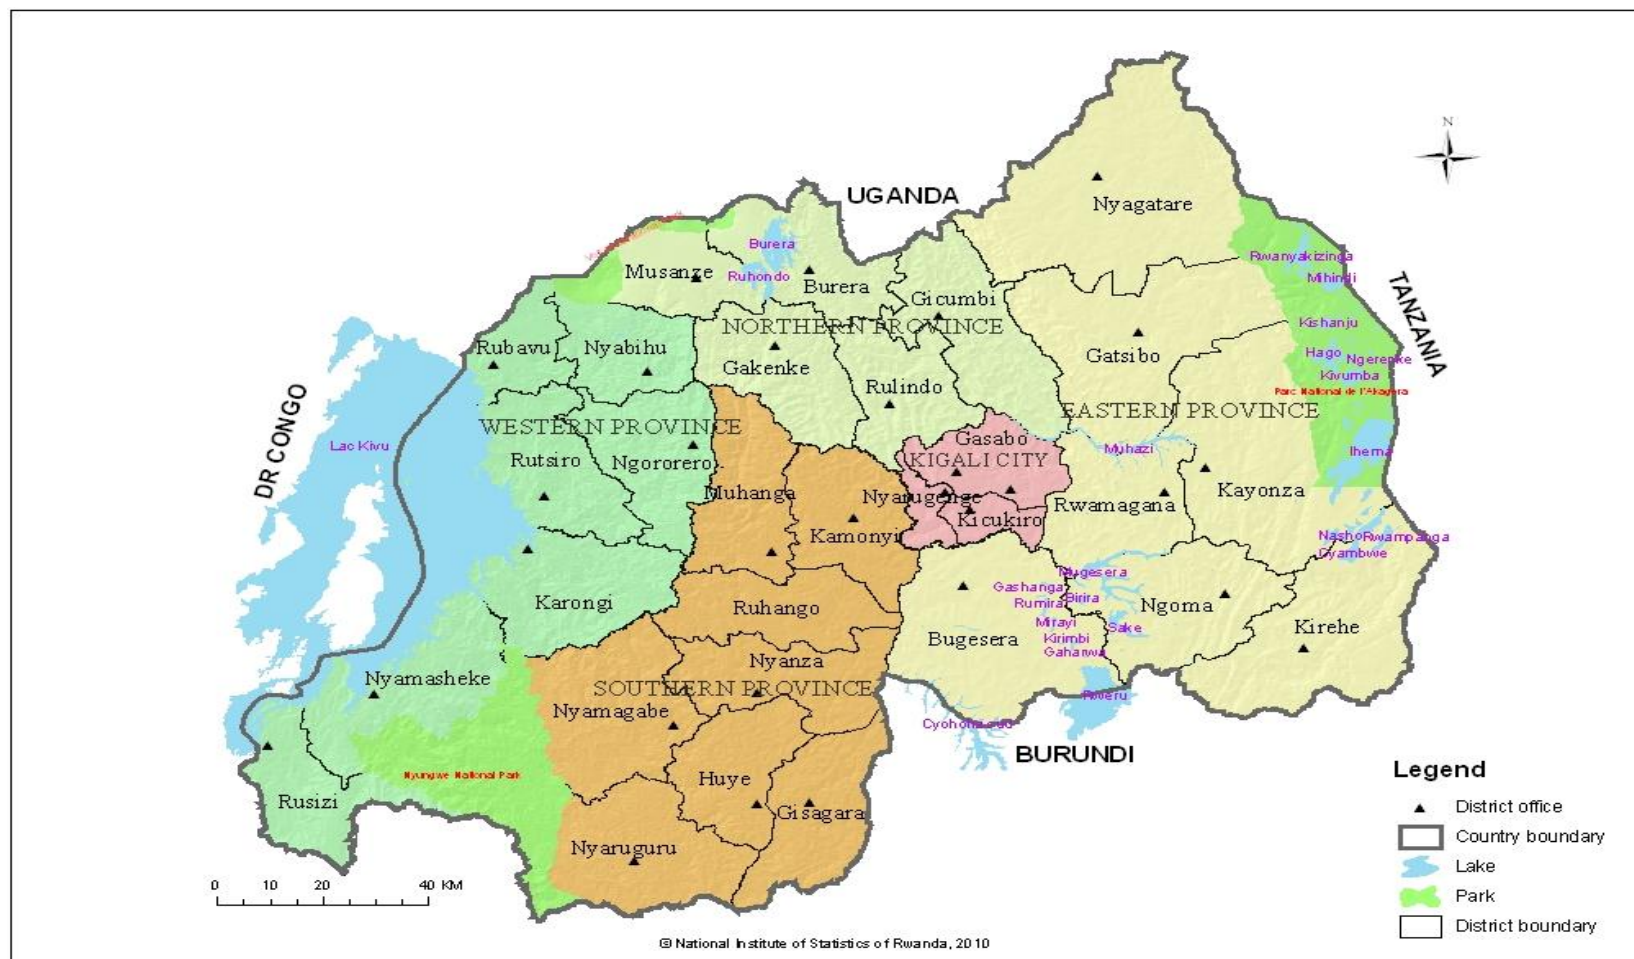 N
UGANDA
Nyagatare
Burera
Rwanyakizinga
Musanze
Ruhondo
Mihindi
Burera
Gicumbi
TANZANIA
Kishanju
NORTHERN PROVINCE
Rubavu
Nyabihu
Gatsibo
Hago
Gakenke
Kivumba
Rulindo
Parc National de l'Akagera
EASTERN PROVINCE
DR CONGO
WESTERN PROVINCE
Gasabo
Lac Kivu
Muhazi
Ihema
Rutsiro
Ngororero
KIGALI CITY
Muhanga
Nyarugenge
Kayonza
Rwamagana
Kicukiro
Kamonyi
Nasho
Rwampanga
Cyambwe
Mugesera
Gashanga
Birira
Karongi
Rumira
Ngoma
Ruhango
Mirayi
Sake
Kirehe
Bugesera
Kirimbi
Gaharwa
Nyanza
Nyamasheke
SOUTHERN PROVINCE
Rweru
Nyamagabe
BURUNDI
Nyungwe National Park
Huye
Rusizi
Gisagara
Nyaruguru
Legend
District office
Country boundary
Lake
Park
District boundary
0 10 20 40 KM
© National Institute of Statistics of Rwanda, 2010